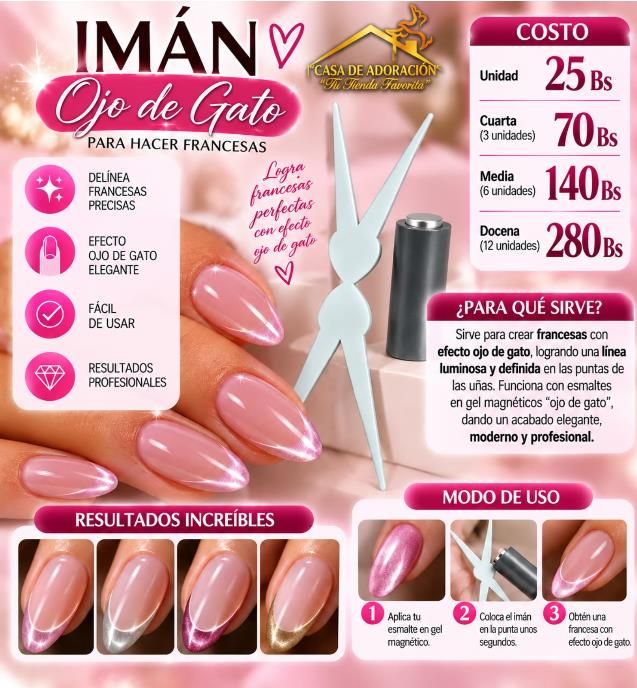 IMÁN
Ojo de Gato
PARA HACER FRANCESAS
"CASA DE ADORACIÓN"
"Tu Tienda Favorita"
DELÍNEA
FRANCESAS
PRECISAS
EFECTO
OJO DE GATO
ELEGANTE
FÁCIL
DE USAR
RESULTADOS
PROFESIONALES
Logra
francesas
perfectas
con efecto
ojo de gato
COSTO
Unidad 25 Bs
Cuarta
(3 unidades) 70 Bs
Media
(6 unidades) 140 Bs
Docena
(12 unidades) 280 Bs
¿PARA QUÉ SIRVE?
Sirve para crear francesas con
efecto ojo de gato, logrando una línea
luminosa y definida en las puntas de
las uñas. Funciona con esmaltes
en gel magnéticos "ojo de gato",
dando un acabado elegante,
moderno y profesional.
RESULTADOS INCREÍBLES
MODO DE USO
1 Aplica tu
esmalte en gel
magnético.
2 Coloca el imán
en la punta unos
segundos.
3 Obtén una
francesa con
efecto ojo de gato.